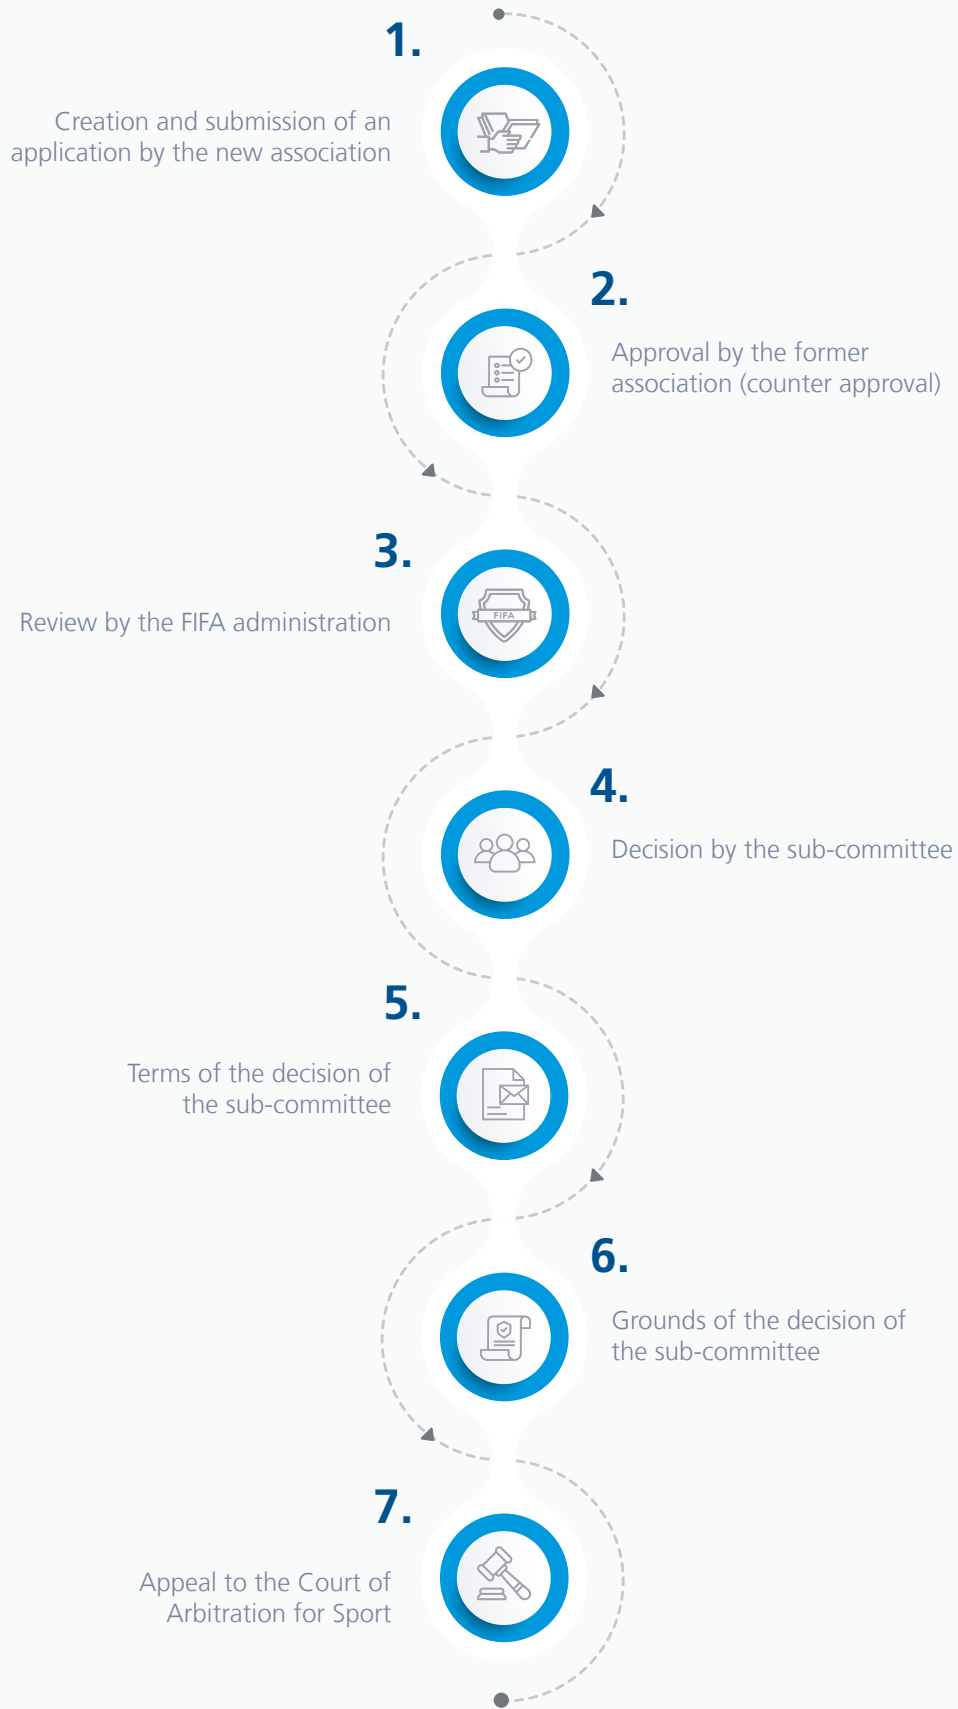 1.
Creation and submission of an
application by the new association
2.
Approval by the former
association (counter approval)
3.
Review by the FIFA administration
FIFA
4.
Decision by the sub-committee
5.
Terms of the decision of
the sub-committee
6.
Grounds of the decision of
the sub-committee
7.
Appeal to the Court of
Arbitration for Sport